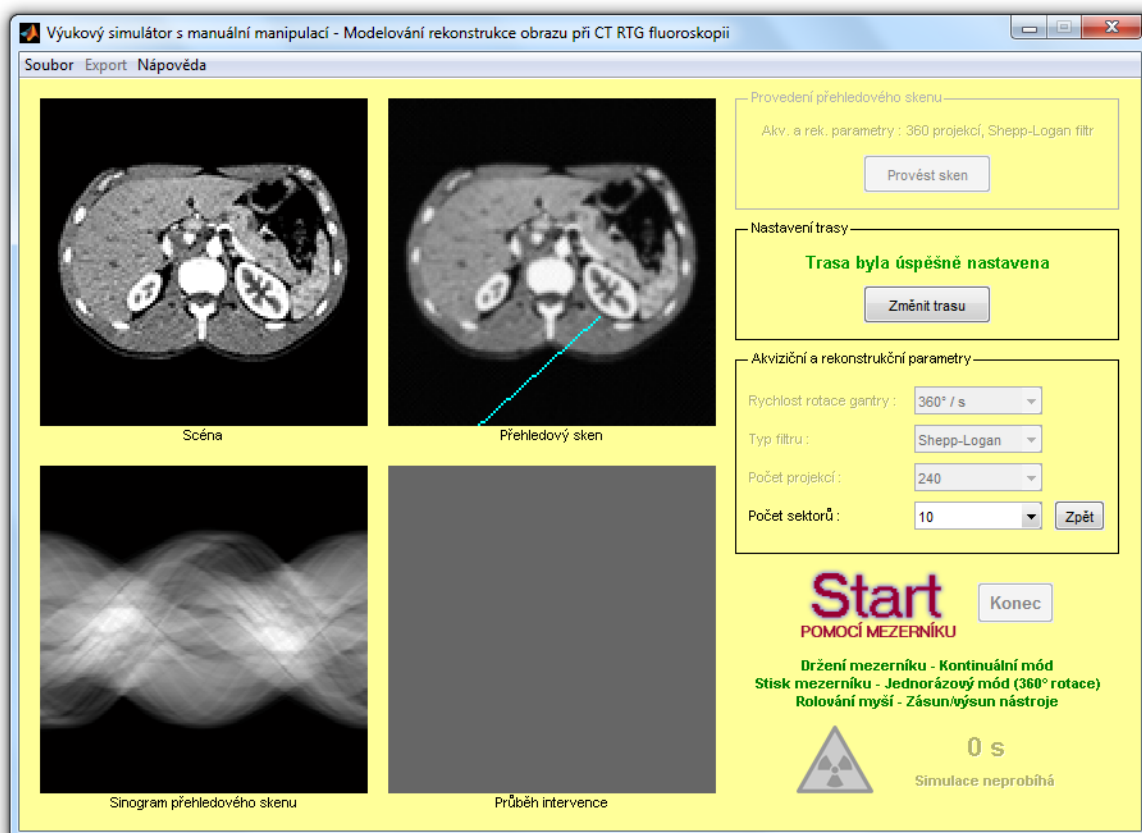 Výukový simulátor s manuální manipulací - Modelování rekonstrukce obrazu při CT RTG fluoroskopii
Soubor Export Nápověda
Scéna
Přehledový sken
Sinogram přehledového skenu
Průběh intervence
Provedení přehledového skenu
Akv. a rek. parametry : 360 projekcí, Shepp-Logan filtr
Provést sken
Nastavení trasy
Trasa byla úspěšně nastavena
Změnit trasu
Akviziční a rekonstrukční parametry
Rychlost rotace gantry : 360° / s
Typ filtru : Shepp-Logan
Počet projekcí : 240
Počet sektorů : 10 Zpět
Start Konec
POMOCÍ MEZERNÍKU
Držení mezerniku - Kontinuální mód
Stisk mezerniku - Jednorázový mód (360° rotace)
Rolování myší - Zásun/výsun nástroje
0 s
Simulace neprobíhá